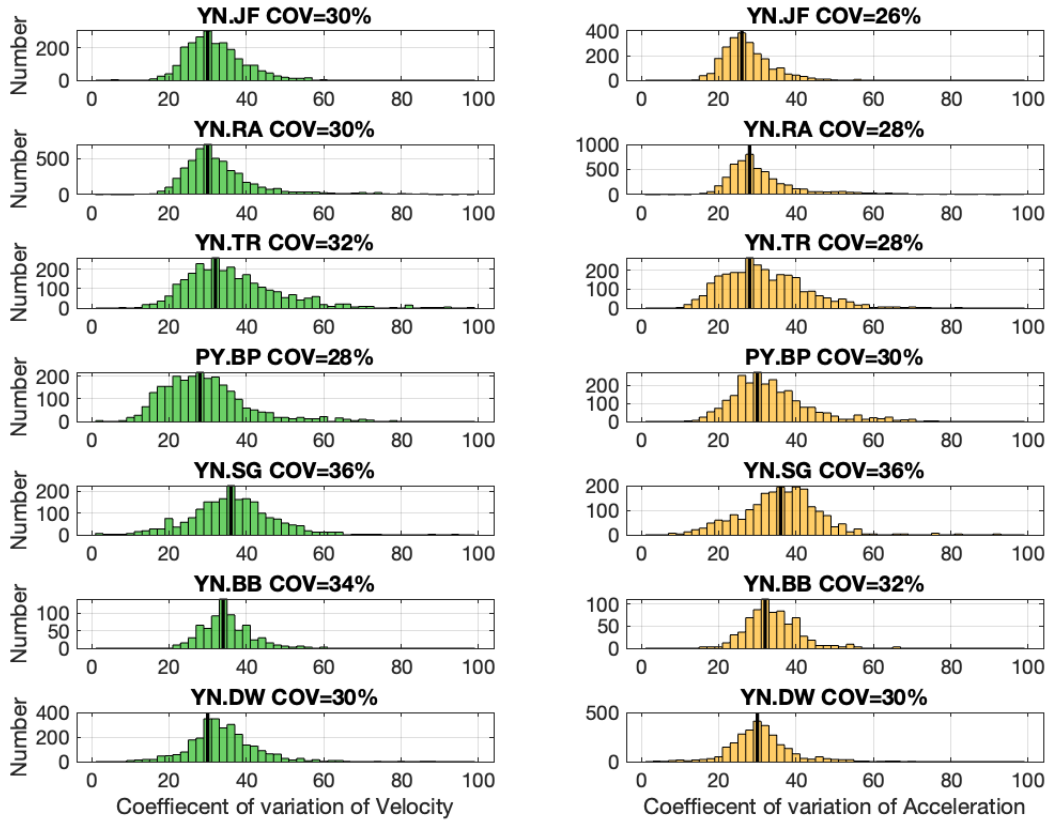 YN.JF COV=30%
Number
200
0
0 20 40 60 80 100
YN.JF COV=26%
400
200
0
0 20 40 60 80 100
YN.RA COV=30%
Number
500
0
0 20 40 60 80 100
YN.RA COV=28%
1000
500
0
0 20 40 60 80 100
YN.TR COV=32%
Number
200
100
0
0 20 40 60 80 100
YN.TR COV=28%
200
100
0
0 20 40 60 80 100
PY.BP COV=28%
Number
200
100
0
0 20 40 60 80 100
PY.BP COV=30%
200
100
0
0 20 40 60 80 100
YN.SG COV=36%
Number
200
100
0
0 20 40 60 80 100
YN.SG COV=36%
200
100
0
0 20 40 60 80 100
YN.BB COV=34%
Number
100
50
0
0 20 40 60 80 100
YN.BB COV=32%
100
50
0
0 20 40 60 80 100
YN.DW COV=30%
Number
400
200
0
0 20 40 60 80 100
Coeffiecent of variation of Velocity
YN.DW COV=30%
500
0
0 20 40 60 80 100
Coeffiecent of variation of Acceleration